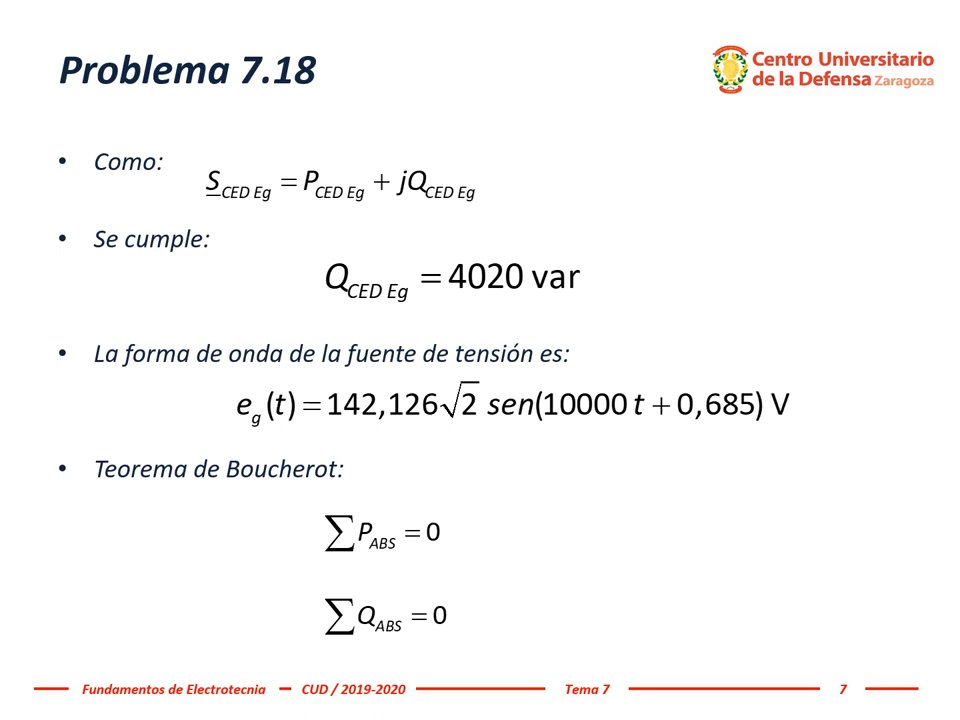 Problema 7.18
Centro Universitario
de la Defensa Zaragoza
• Como:
S_CED Eg = P_CED Eg + jQ_CED Eg
• Se cumple:
Q_CED Eg = 4020 var
• La forma de onda de la fuente de tensión es:
e_g(t) = 142,126√2 sen(10000 t + 0,685) V
• Teorema de Boucherot:
∑P_ABS = 0
∑Q_ABS = 0
Fundamentos de Electrotecnia CUD / 2019-2020 Tema 7 7